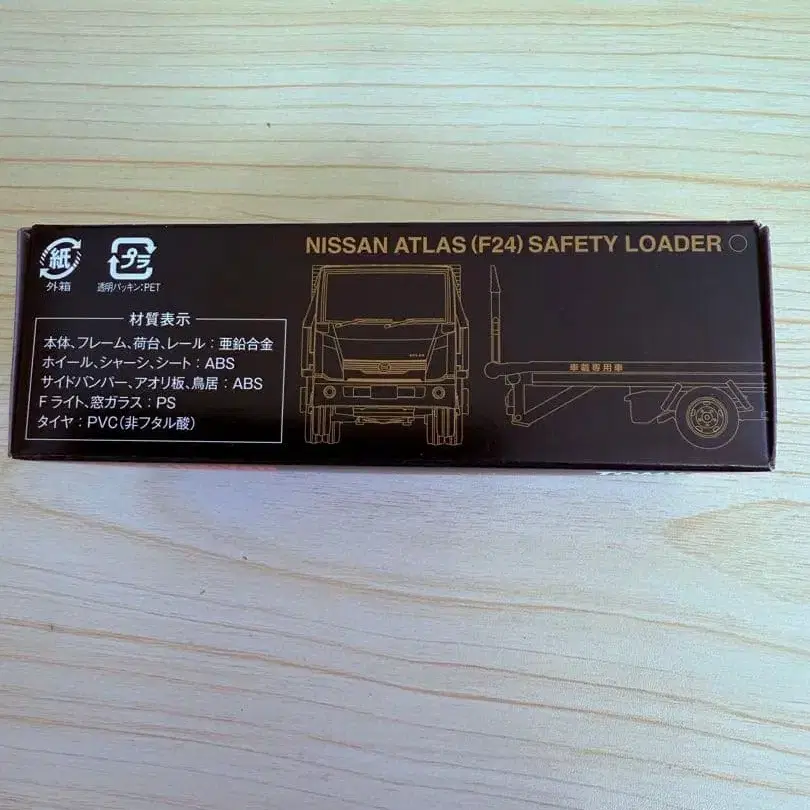 NISSAN ATLAS (F24) SAFETY LOADER
紙
外箱
プラ
透明パッキン:PET
材質表示
本体、フレーム、荷台、レール:亜鉛合金
ホイール、シャーシ、シート:ABS
サイドバンパー、アオリ板、鳥居:ABS
Fライト、窓ガラス:PS
タイヤ:PVC(非フタル酸)
ATLAS
車載専用車